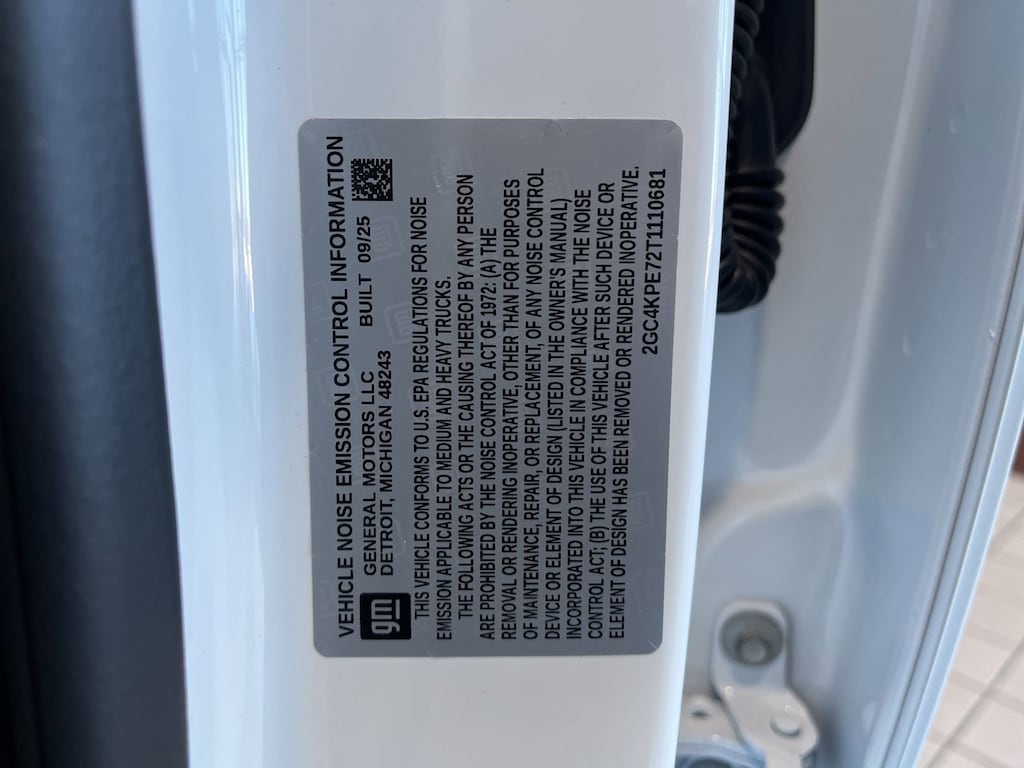 VEHICLE NOISE EMISSION CONTROL INFORMATION
gm
GENERAL MOTORS LLC BUILT 09/25
DETROIT, MICHIGAN 48243
THIS VEHICLE CONFORMS TO U.S. EPA REGULATIONS FOR NOISE
EMISSION APPLICABLE TO MEDIUM AND HEAVY TRUCKS.
THE FOLLOWING ACTS OR THE CAUSING THEREOF BY ANY PERSON
ARE PROHIBITED BY THE NOISE CONTROL ACT OF 1972: (A) THE
REMOVAL OR RENDERING INOPERATIVE, OTHER THAN FOR PURPOSES
OF MAINTENANCE, REPAIR, OR REPLACEMENT, OF ANY NOISE CONTROL
DEVICE OR ELEMENT OF DESIGN (LISTED IN THE OWNER'S MANUAL)
INCORPORATED INTO THIS VEHICLE IN COMPLIANCE WITH THE NOISE
CONTROL ACT; (B) THE USE OF THIS VEHICLE AFTER SUCH DEVICE OR
ELEMENT OF DESIGN HAS BEEN REMOVED OR RENDERED INOPERATIVE.
2GC4KPE72T1110681